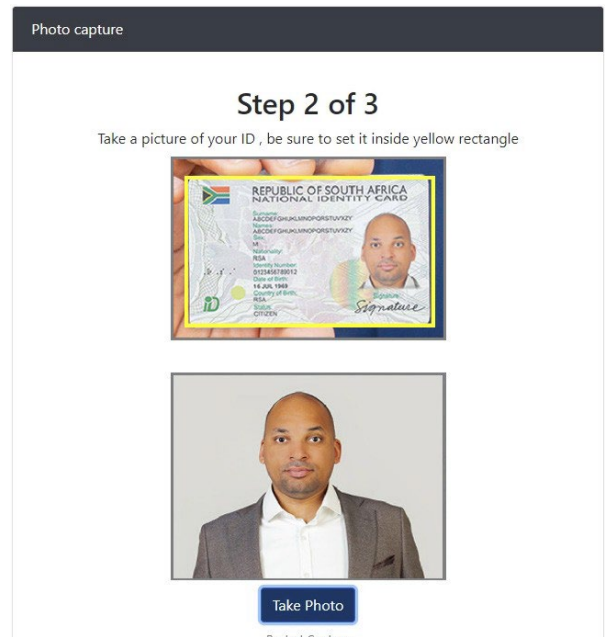 Photo capture
Step 2 of 3
Take a picture of your ID , be sure to set it inside yellow rectangle
REPUBLIC OF SOUTH AFRICA
NATIONAL IDENTITY CARD
Surname:
ABCDEFGHIJKLMNOPQRSTUVXZY
Names:
ABCDEFGHIJKLMNOPQRSTUVXZY
Sex:
M
Nationality:
RSA
Identity Number:
0123456789012
Date of Birth:
16 JUL 1969
Country of Birth:
RSA
Status:
CITIZEN
Signature:
Signature
iD
Take Photo